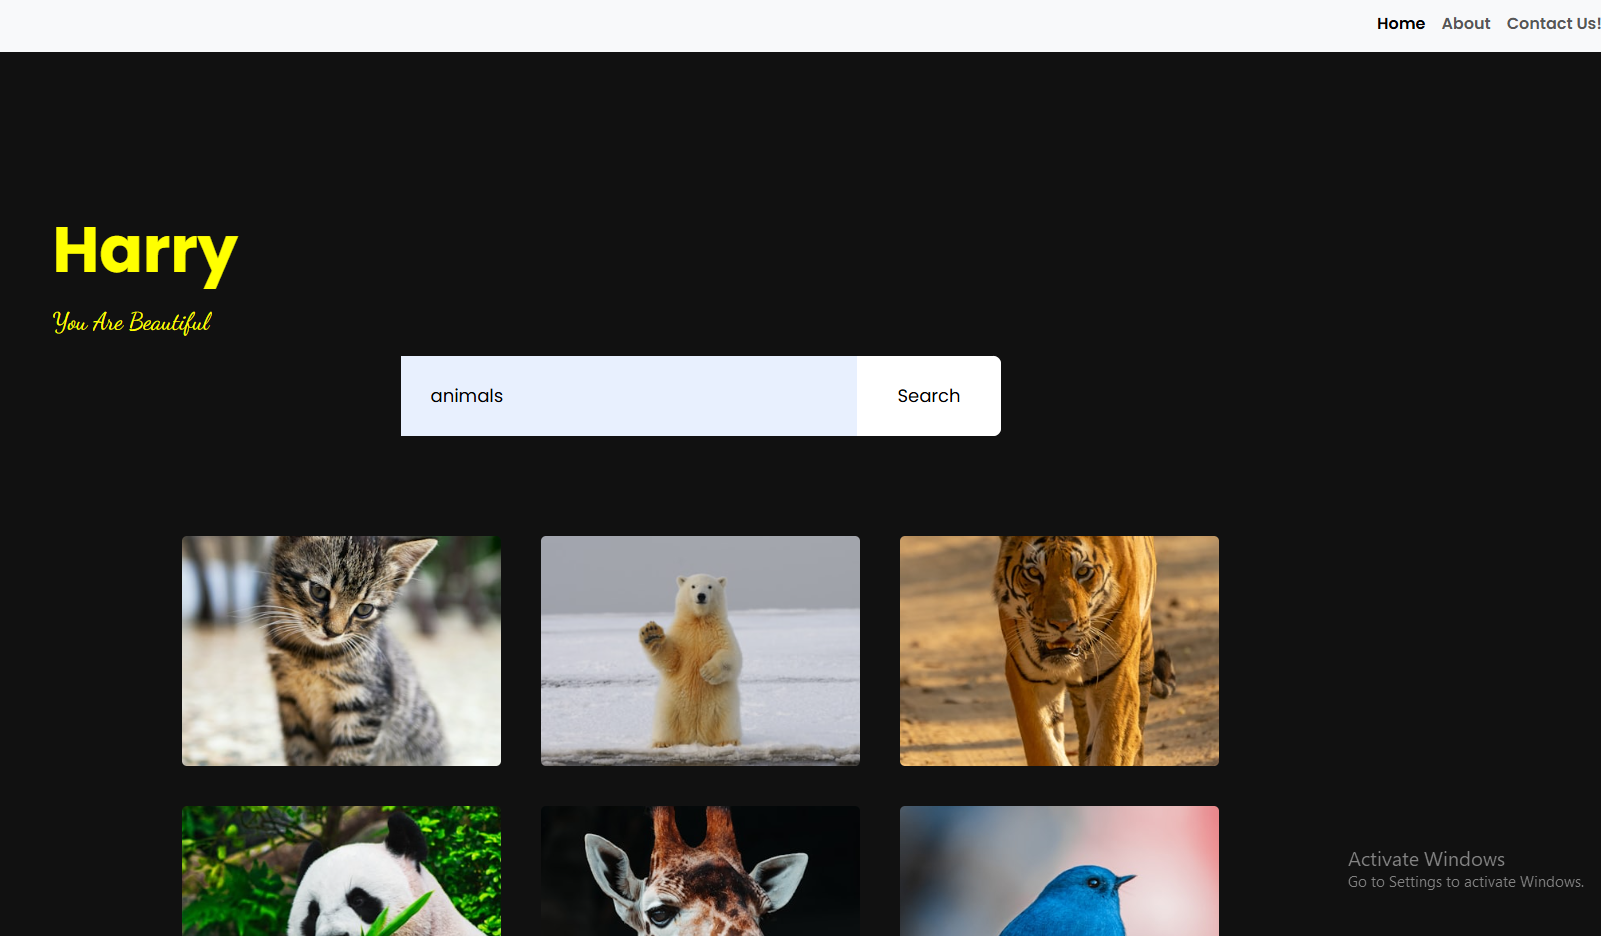 Home About Contact Us!
Harry
You Are Beautiful
animals Search
Activate Windows
Go to Settings to activate Windows.